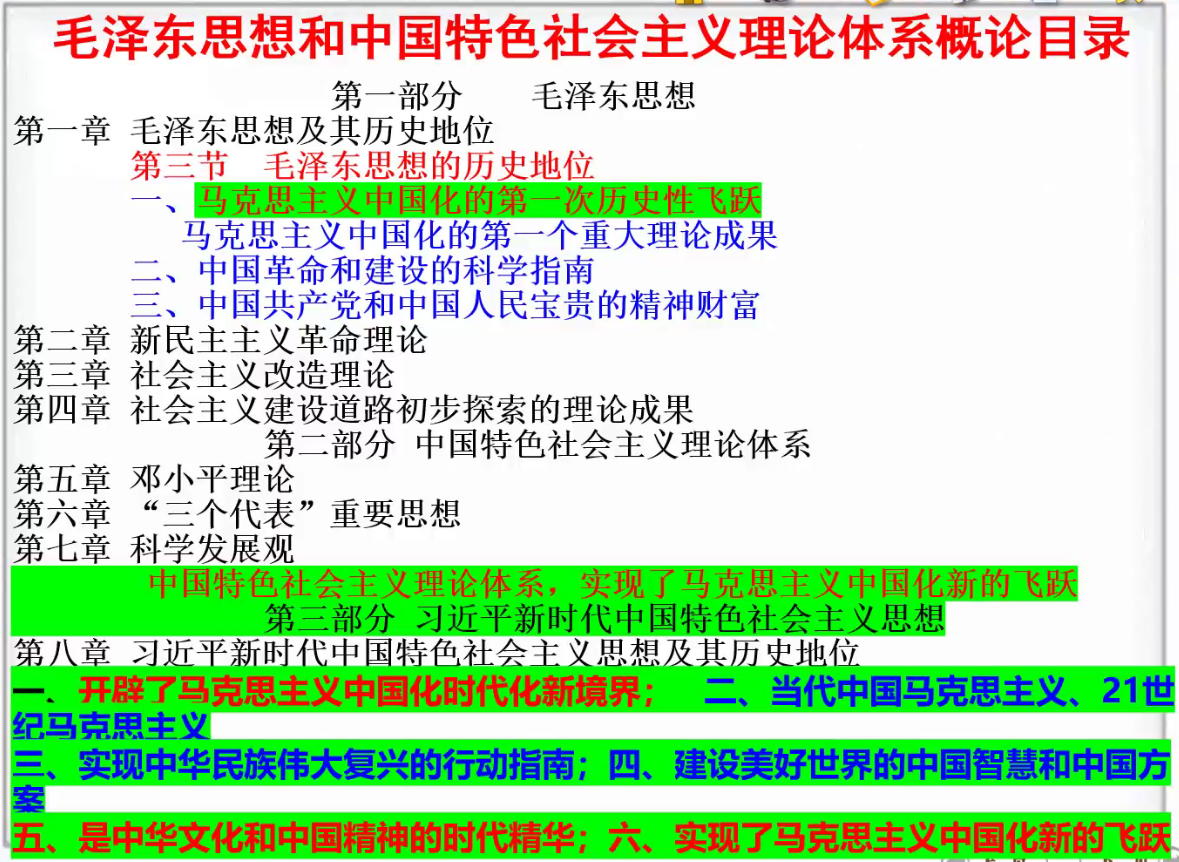 毛泽东思想和中国特色社会主义理论体系概论目录
第一部分 毛泽东思想
第一章 毛泽东思想及其历史地位
第三节 毛泽东思想的历史地位
一、马克思主义中国化的第一次历史性飞跃
马克思主义中国化的第一个重大理论成果
二、中国革命和建设的科学指南
三、中国共产党和中国人民宝贵的精神财富
第二章 新民主主义革命理论
第三章 社会主义改造理论
第四章 社会主义建设道路初步探索的理论成果
第二部分 中国特色社会主义理论体系
第五章 邓小平理论
第六章 “三个代表”重要思想
第七章 科学发展观
中国特色社会主义理论体系，实现了马克思主义中国化新的飞跃
第三部分 习近平新时代中国特色社会主义思想
第八章 习近平新时代中国特色社会主义思想及其历史地位
一、开辟了马克思主义中国化时代化新境界； 二、当代中国马克思主义、21世
纪马克思主义
三、实现中华民族伟大复兴的行动指南；四、建设美好世界的中国智慧和中国方
案
五、是中华文化和中国精神的时代精华；六、实现了马克思主义中国化新的飞跃